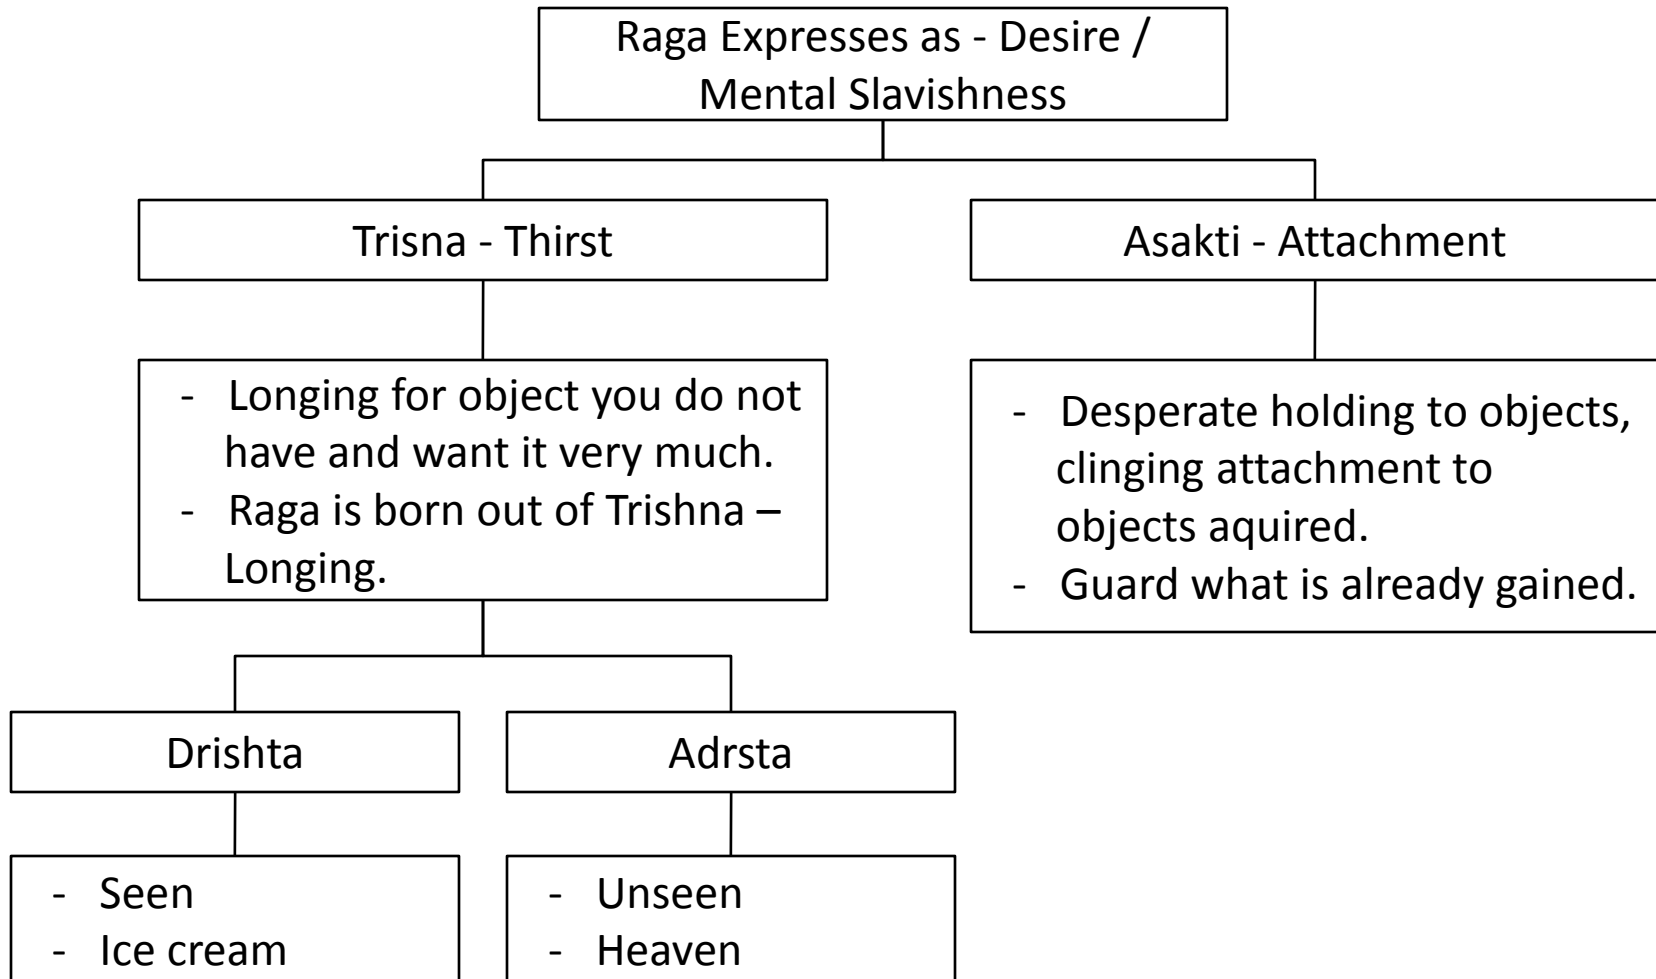 Raga Expresses as - Desire /
Mental Slavishness
Trisna - Thirst
Asakti - Attachment
- Longing for object you do not
have and want it very much.
- Raga is born out of Trishna –
Longing.
- Desperate holding to objects,
clinging attachment to
objects aquired.
- Guard what is already gained.
Drishta
Adrsta
- Seen
- Ice cream
- Unseen
- Heaven